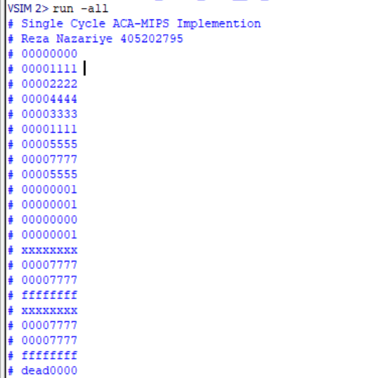 VSIM 2> run -all
# Single Cycle ACA-MIPS Implemention
# Reza Nazariye 405202795
# 00000000
# 00001111
# 00002222
# 00004444
# 00003333
# 00001111
# 00005555
# 00007777
# 00005555
# 00000001
# 00000001
# 00000000
# 00000001
# xxxxxxxx
# 00007777
# 00007777
# ffffffff
# xxxxxxxx
# 00007777
# 00007777
# ffffffff
# dead0000